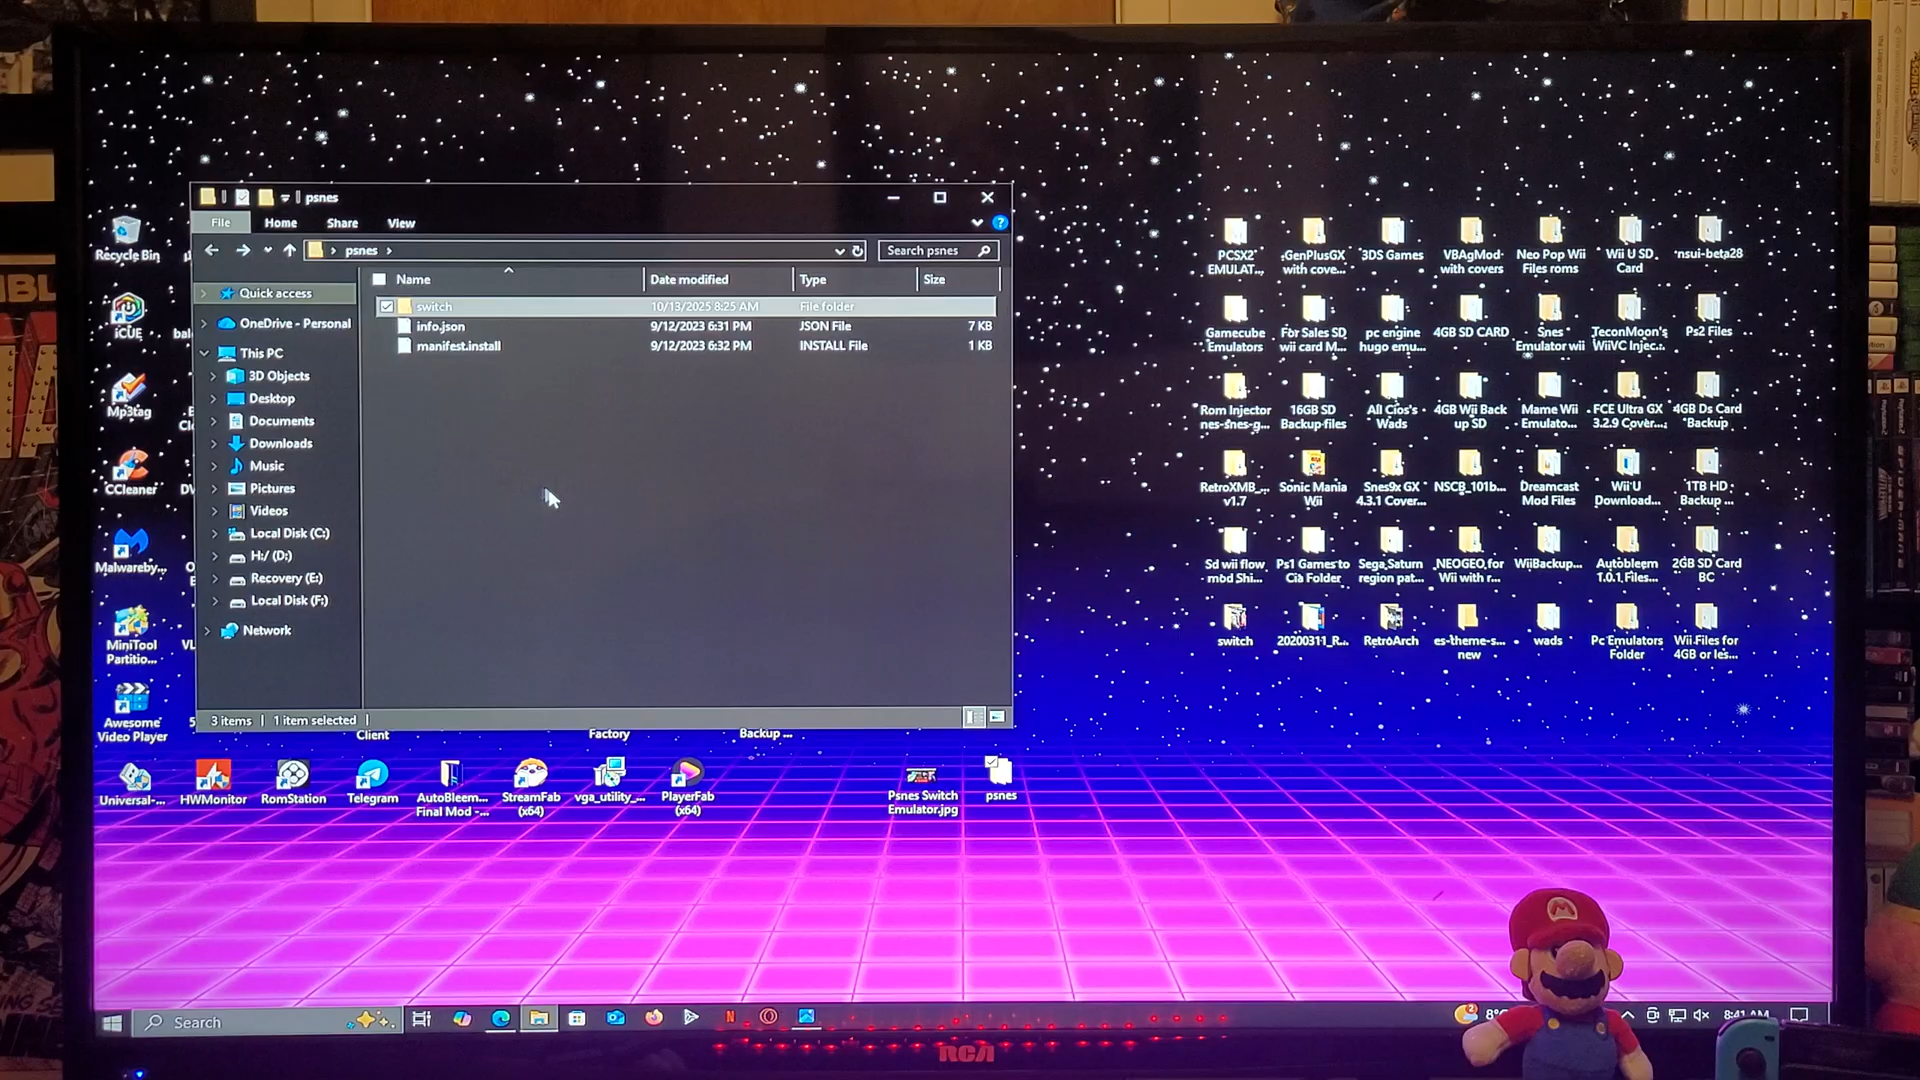 psnes
File
Home
Share
View
psnes
Search psnes
Name
Date modified
Type
Size
switch
10/13/2025 8:25 AM
File folder
info.json
9/12/2023 6:31 PM
JSON File
7 KB
manifest.install
9/12/2023 6:32 PM
INSTALL File
1 KB
Quick access
OneDrive - Personal
This PC
3D Objects
Desktop
Documents
Downloads
Music
Pictures
Videos
Local Disk (C:)
H:/ (D:)
Recovery (E:)
Local Disk (F:)
Network
3 items
1 item selected
Recycle Bin
iCUE
Mp3tag
CCleaner
Malwareby...
MiniTool
Partitio...
Awesome
Video Player
Client
Factory
Backup ...
Universal-...
HWMonitor
RomStation
Telegram
AutoBleem...
Final Mod -...
StreamFab
(x64)
vga_utility_...
PlayerFab
(x64)
Psnes Switch
Emulator.jpg
psnes
PCSX2
EMULAT...
GenPlusGX
with cove...
3DS Games
VBAgMod
with covers
Neo Pop Wii
Files roms
Wii U SD
Card
nsui-beta28
Gamecube
Emulators
For Sales SD
wii card M...
pc engine
hugo emu...
4GB SD CARD
Snes
Emulator wii
TeconMoon's
WiiVC Injec...
Ps2 Files
Rom Injector
nes-snes-g...
16GB SD
Backup files
All Cios's
Wads
4GB Wii Back
up SD
Mame Wii
Emulato...
FCE Ultra GX
3.2.9 Cover...
4GB Ds Card
Backup
RetroXMB_...
v1.7
Sonic Mania
Wii
Snes9x GX
4.3.1 Cover...
NSCB_101b...
Dreamcast
Mod Files
Wii U
Download...
1TB HD
Backup ...
Sd wii flow
mod Shi...
Ps1 Games to
Cia Folder
Sega Saturn
region pat...
NEOGEO for
Wii with r...
WiiBackup...
Autobleem
1.0.1 Files...
2GB SD Card
BC
switch
20200311_R...
RetroArch
es-theme-s...
new
wads
Pc Emulators
Folder
Wii Files for
4GB or les...
Search
8:41 AM
RCA